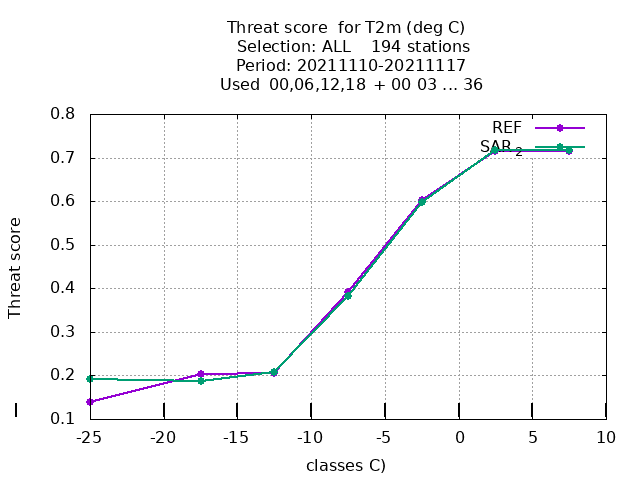 Threat score for T2m (deg C)
Selection: ALL 194 stations
Period: 20211110-20211117
Used 00,06,12,18 + 00 03 ... 36
REF
SAR_2
Threat score
0.8
0.7
0.6
0.5
0.4
0.3
0.2
0.1
-25 -20 -15 -10 -5 0 5 10
classes C)